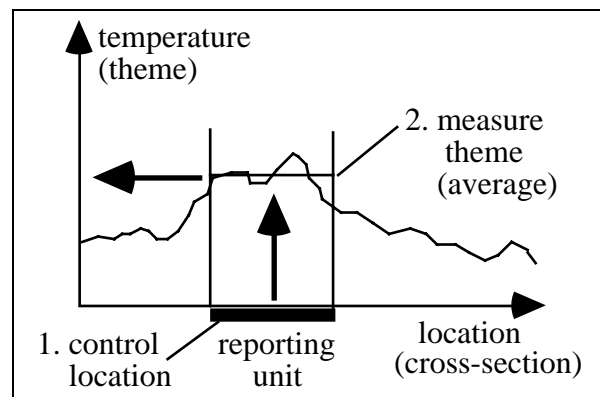 temperature
(theme)
2. measure
theme
(average)
1. control
location
reporting
unit
location
(cross-section)